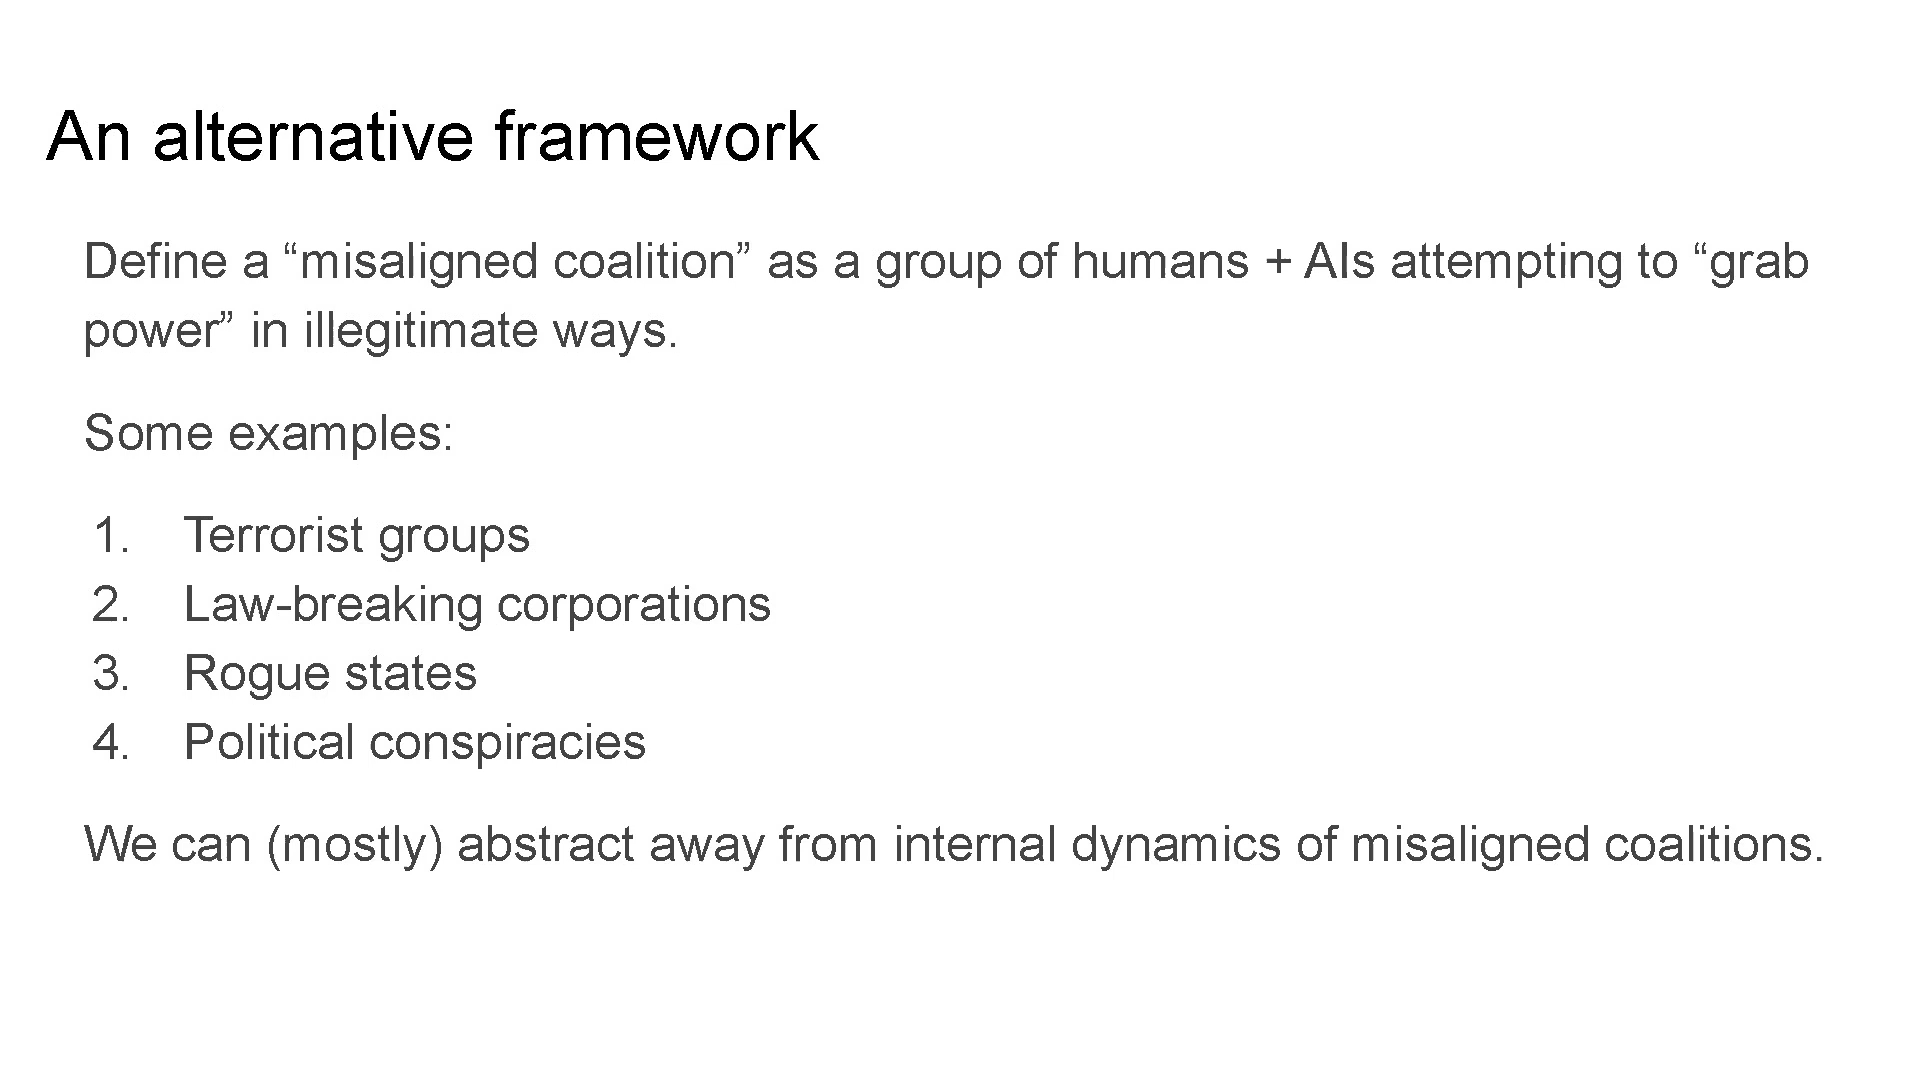 An alternative framework
Define a “misaligned coalition” as a group of humans + AIs attempting to “grab
power” in illegitimate ways.
Some examples:
1. Terrorist groups
2. Law-breaking corporations
3. Rogue states
4. Political conspiracies
We can (mostly) abstract away from internal dynamics of misaligned coalitions.